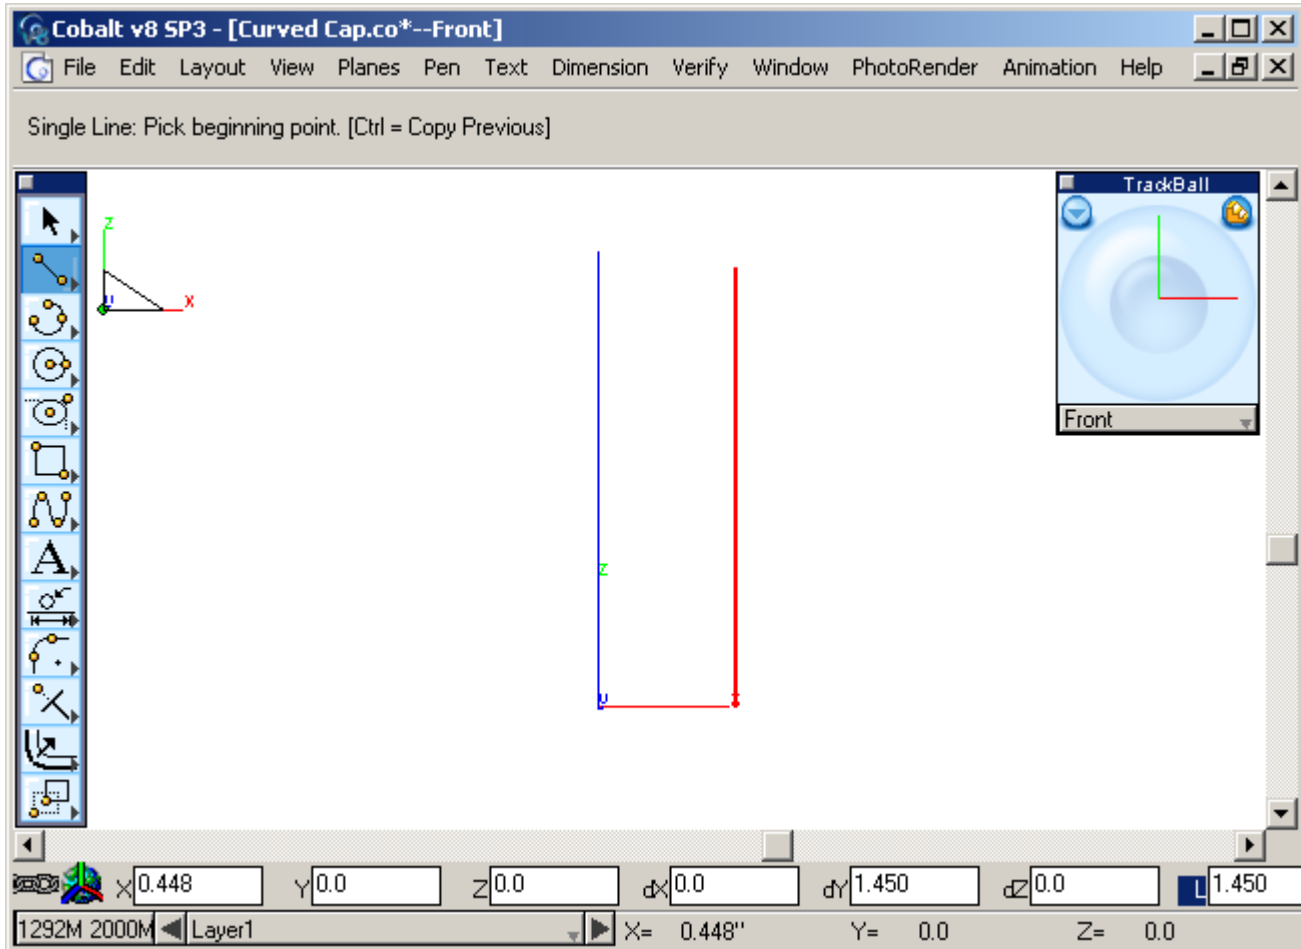 Cobalt v8 SP3 - [Curved Cap.co*--Front]
File Edit Layout View Planes Pen Text Dimension Verify Window PhotoRender Animation Help
Single Line: Pick beginning point. [Ctrl = Copy Previous]
TrackBall
z
x
Front
A
z
X 0.448 Y 0.0 Z 0.0 dX 0.0 dY 1.450 dZ 0.0 L 1.450
1292M 2000M Layer1 X= 0.448" Y= 0.0 Z= 0.0